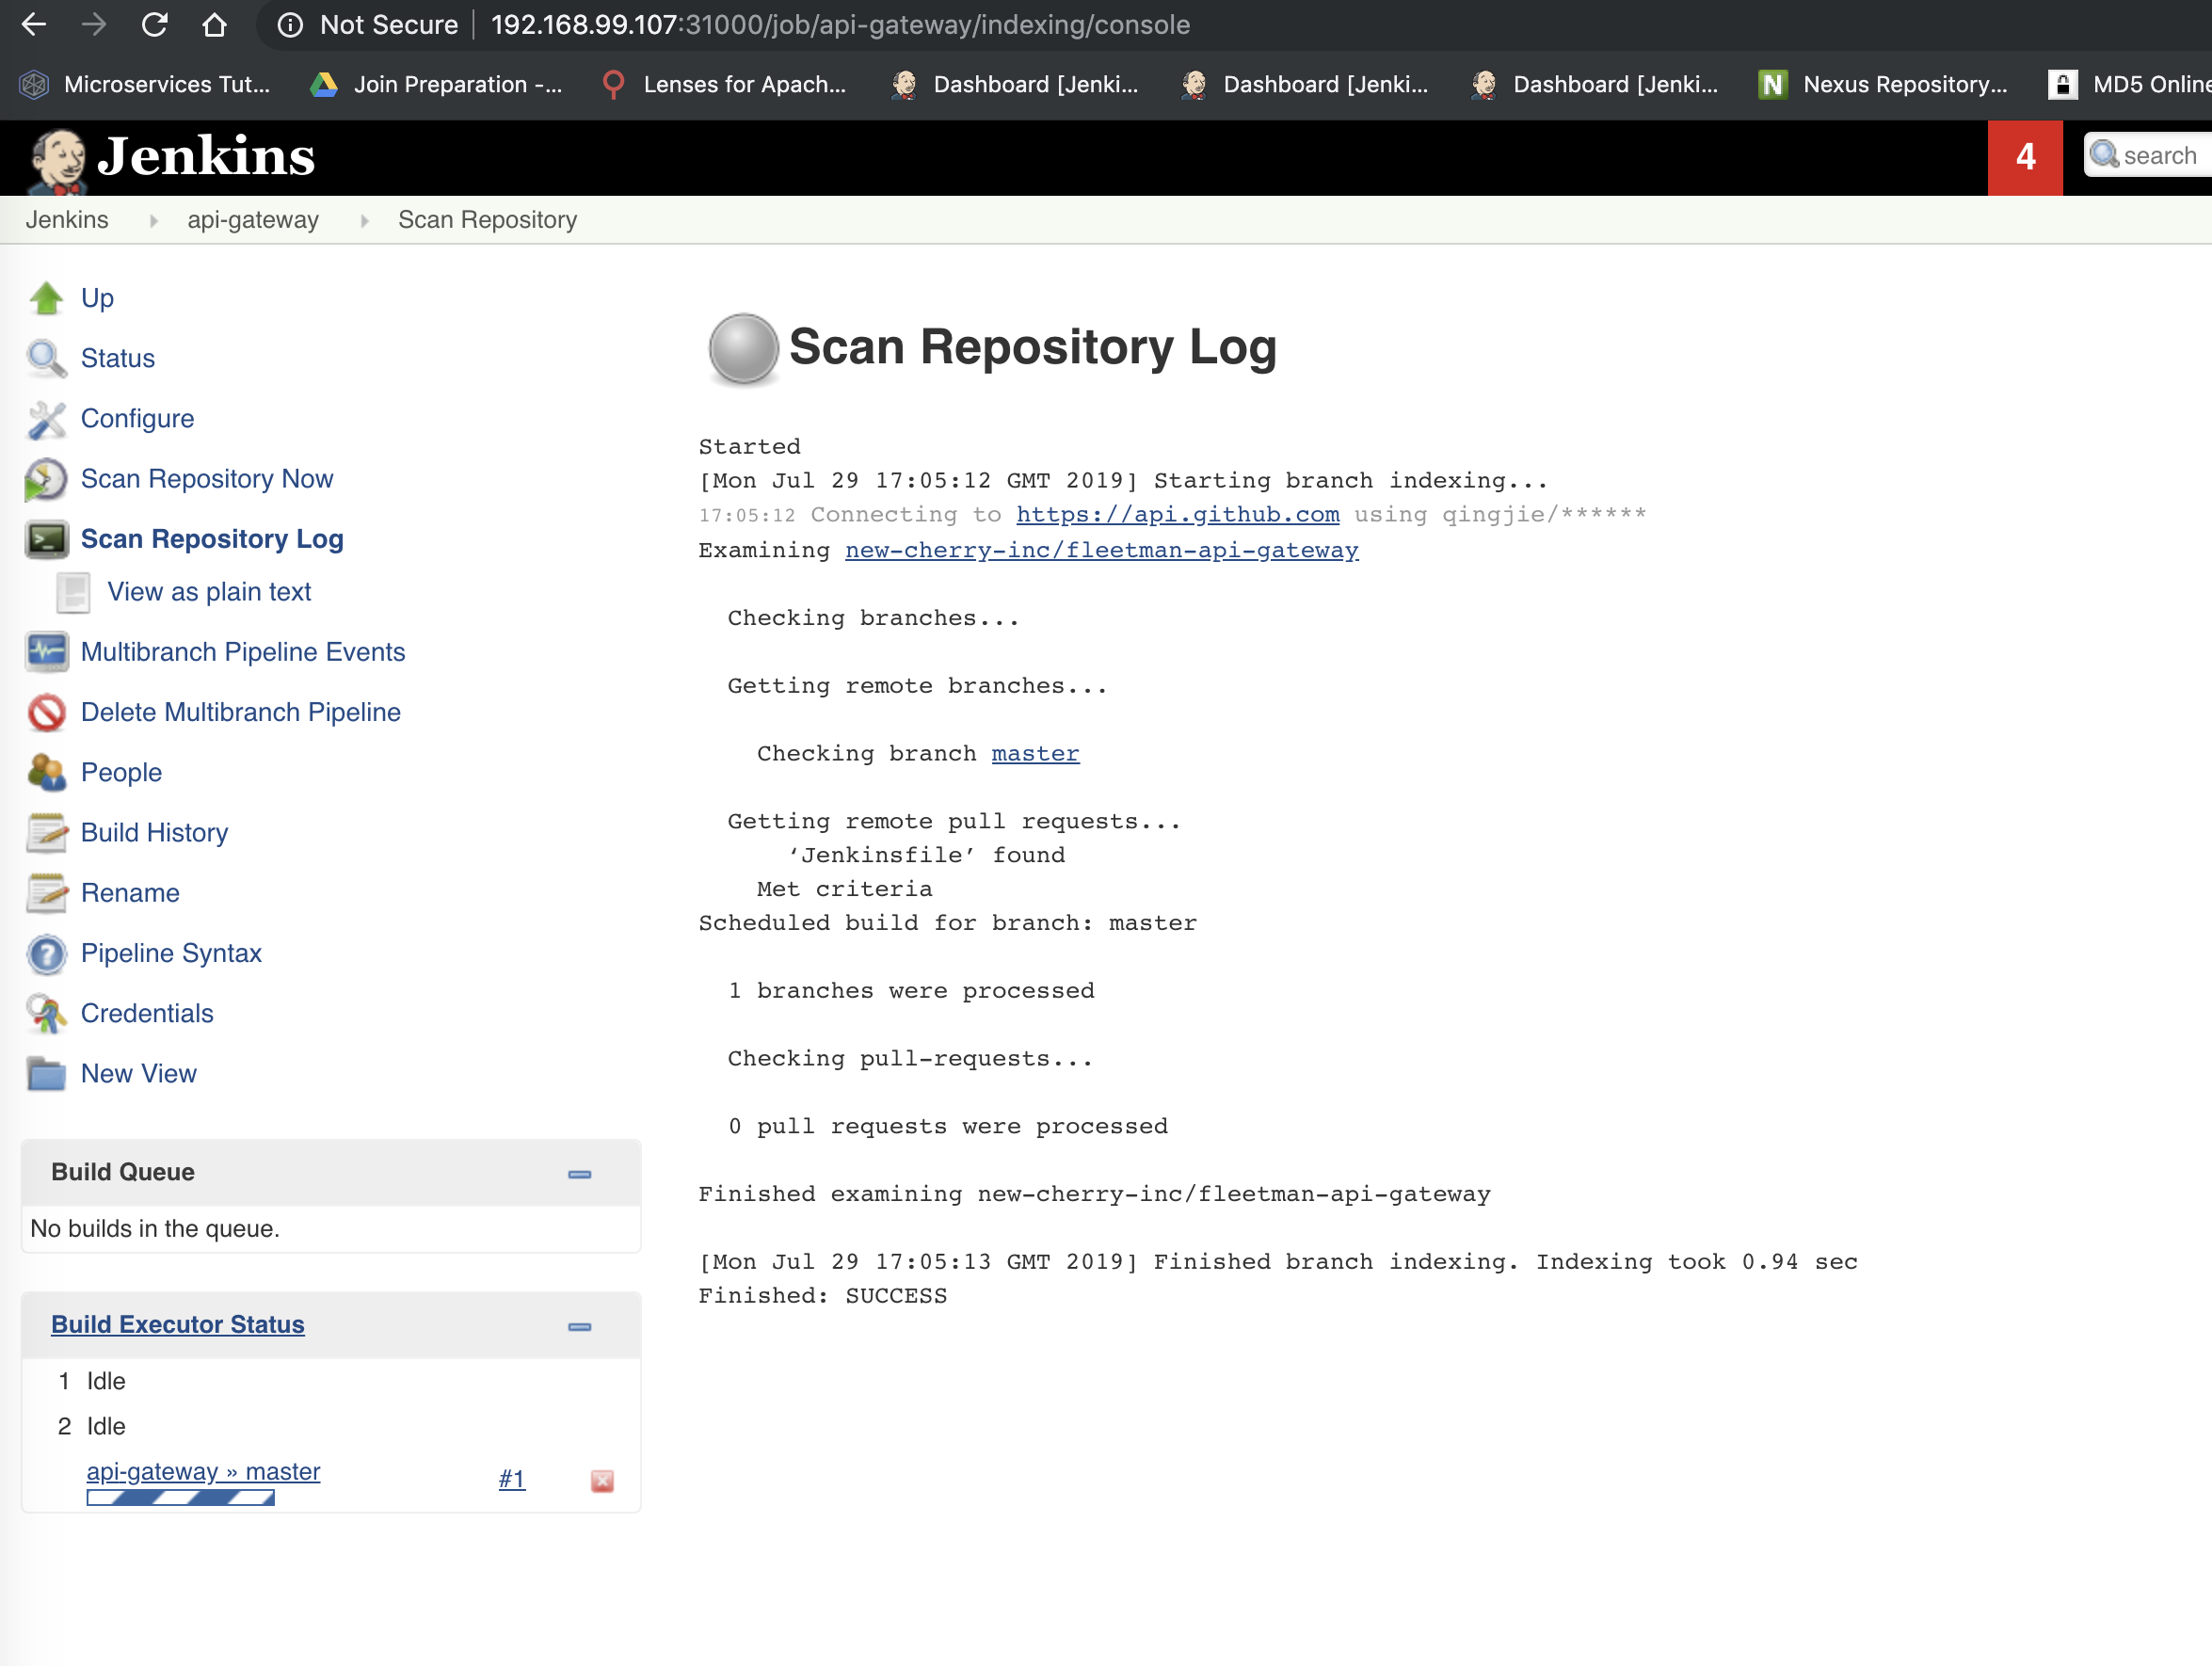 Not Secure 192.168.99.107:31000/job/api-gateway/indexing/console
Microservices Tut... Join Preparation -... Lenses for Apach... Dashboard [Jenki... Dashboard [Jenki... Dashboard [Jenki... N Nexus Repository... MD5 Online
Jenkins 4 search
Jenkins api-gateway Scan Repository
Up
Status
Configure
Scan Repository Now
Scan Repository Log
View as plain text
Multibranch Pipeline Events
Delete Multibranch Pipeline
People
Build History
Rename
Pipeline Syntax
Credentials
New View
Build Queue
No builds in the queue.
Build Executor Status
1 Idle
2 Idle
api-gateway » master #1
Scan Repository Log
Started
[Mon Jul 29 17:05:12 GMT 2019] Starting branch indexing...
17:05:12 Connecting to https://api.github.com using qingjie/******
Examining new-cherry-inc/fleetman-api-gateway
Checking branches...
Getting remote branches...
Checking branch master
Getting remote pull requests...
‘Jenkinsfile’ found
Met criteria
Scheduled build for branch: master
1 branches were processed
Checking pull-requests...
0 pull requests were processed
Finished examining new-cherry-inc/fleetman-api-gateway
[Mon Jul 29 17:05:13 GMT 2019] Finished branch indexing. Indexing took 0.94 sec
Finished: SUCCESS